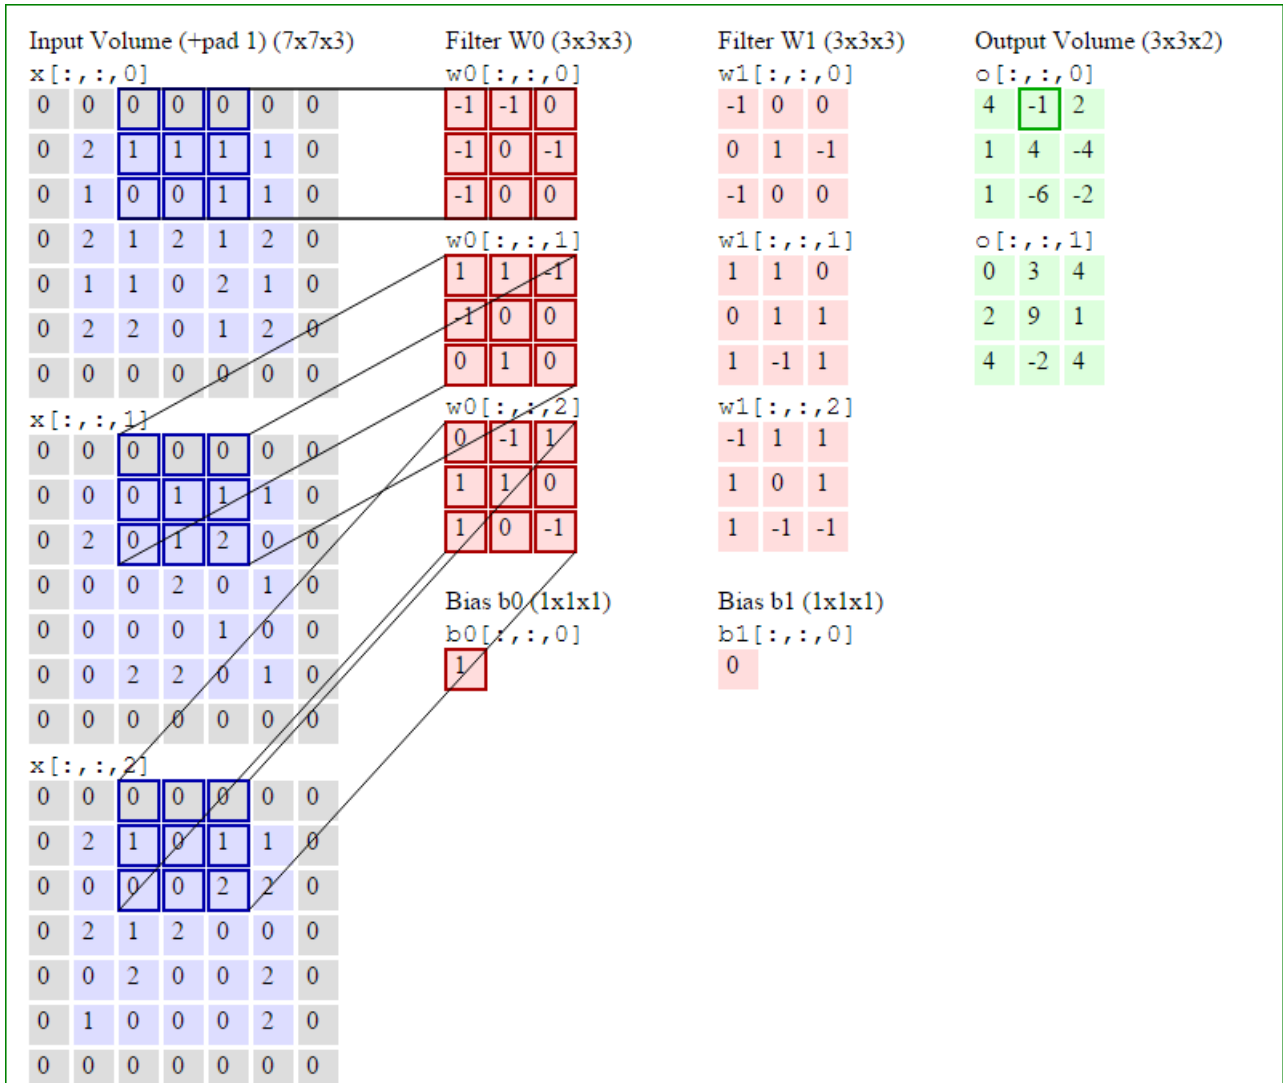 Input Volume (+pad 1) (7x7x3) Filter W0 (3x3x3) Filter W1 (3x3x3) Output Volume (3x3x2)
x[:,:,0] w0[:,:,0] w1[:,:,0] o[:,:,0]
0 0 0 0 0 0 0 -1 -1 0 -1 0 0 4 -1 2
0 2 1 1 1 1 0 -1 0 -1 0 1 -1 1 4 -4
0 1 0 0 1 1 0 -1 0 0 -1 0 0 1 -6 -2
0 2 1 2 1 2 0 w0[:,:,1] w1[:,:,1] o[:,:,1]
0 1 1 0 2 1 0 1 1 -1 1 1 0 0 3 4
0 2 2 0 1 2 0 -1 0 0 0 1 1 2 9 1
0 0 0 0 0 0 0 0 1 0 1 -1 1 4 -2 4
x[:,:,1] w0[:,:,2] w1[:,:,2]
0 0 0 0 0 0 0 0 -1 1 -1 1 1
0 0 0 1 1 1 0 1 1 0 1 0 1
0 2 0 1 2 0 0 1 0 -1 1 -1 -1
0 0 0 2 0 1 0 Bias b0 (1x1x1) Bias b1 (1x1x1)
0 0 0 0 1 0 0 b0[:,:,0] b1[:,:,0]
0 0 2 2 0 1 0 1 0
0 0 0 0 0 0 0
x[:,:,2]
0 0 0 0 0 0 0
0 2 1 0 1 1 0
0 0 0 0 2 2 0
0 2 1 2 0 0 0
0 0 2 0 0 2 0
0 1 0 0 0 2 0
0 0 0 0 0 0 0